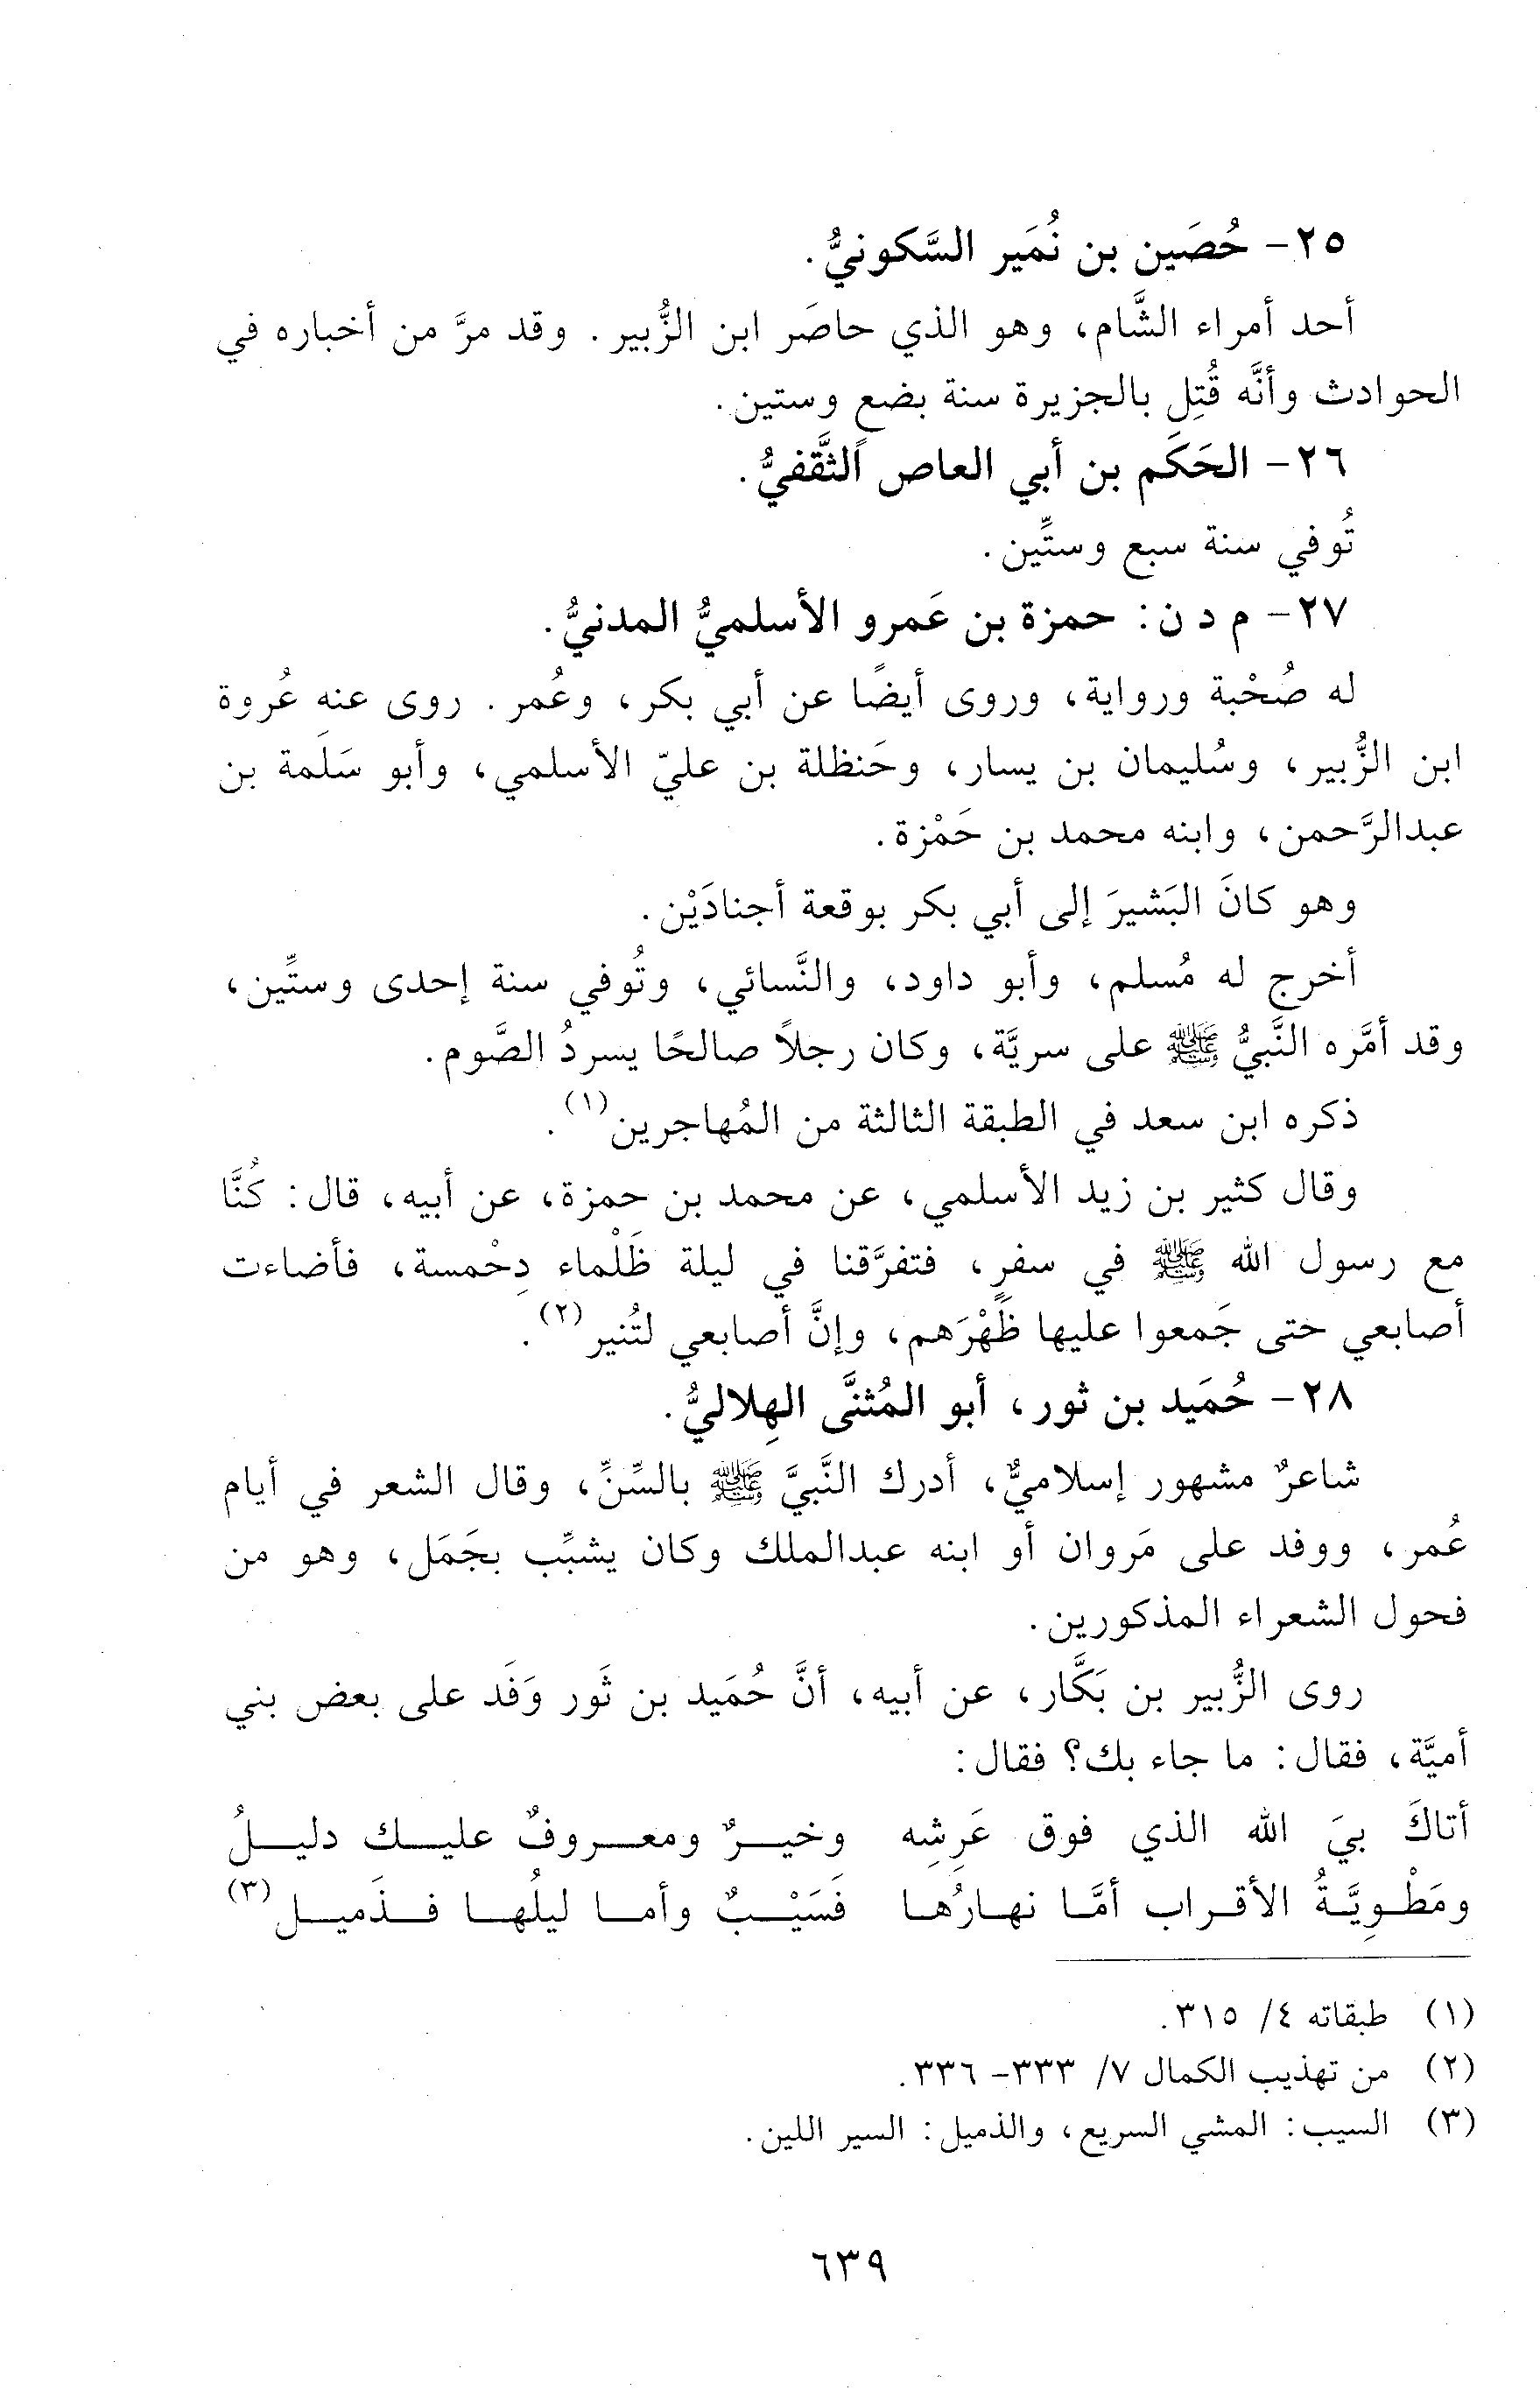 ٢٥- حُصَين بن نُمَير السَّكونيُّ.
أحد أمراء الشَّام، وهو الذي حاصَر ابن الزُّبير. وقد مرَّ من أخباره في
الحوادث وأنَّه قُتِل بالجزيرة سنة بضع وستين.
٢٦- الحَكَم بن أبي العاص الثَّقفيُّ.
تُوفي سنة سبع وستِّين.
٢٧- م د ن: حمزة بن عَمرو الأسلميُّ المدنيُّ.
له صُحْبة ورواية، وروى أيضًا عن أبي بكر، وعُمر. روى عنه عُروة
ابن الزُّبير، وسُليمان بن يسار، وحَنظلة بن عليّ الأسلمي، وأبو سَلَمة بن
عبدالرَّحمن، وابنه محمد بن حَمْزة.
وهو كانَ البَشيرَ إلى أبي بكر بوقعة أجنادَيْن.
أخرج له مُسلم، وأبو داود، والنَّسائي، وتُوفي سنة إحدى وستِّين،
وقد أمَّره النَّبيُّ ﷺ على سريَّة، وكان رجلاً صالحًا يسردُ الصَّوم.
ذكره ابن سعد في الطبقة الثالثة من المُهاجرين(١).
وقال كثير بن زيد الأسلمي، عن محمد بن حمزة، عن أبيه، قال: كُنَّا
مع رسول الله ﷺ في سفرٍ، فتفرَّقنا في ليلة ظَلْماء دِحْمسة، فأضاءت
أصابعي حتى جَمعوا عليها ظَهْرَهم، وإنَّ أصابعي لتُنير(٢).
٢٨- حُمَيد بن ثور، أبو المُثنَّى الهِلاليُّ.
شاعرٌ مشهور إسلاميٌّ، أدرك النَّبيَّ ﷺ بالسِّنِّ، وقال الشعر في أيام
عُمر، ووفد على مَروان أو ابنه عبدالملك وكان يشبِّب بجَمَل، وهو من
فحول الشعراء المذكورين.
روى الزُّبير بن بَكَّار، عن أبيه، أنَّ حُمَيد بن ثَور وَفَد على بعض بني
أميَّة، فقال: ما جاء بك؟ فقال:
أتاكَ بيَ الله الذي فوق عَرشِه وخيرٌ ومعروفٌ عليك دليلُ
ومَطْوِيَّةُ الأقراب أمَّا نهارُها فَسَيْبٌ وأما ليلُها فذَميل(٣)
(١) طبقاته ٤/ ٣١٥.
(٢) من تهذيب الكمال ٧/ ٣٣٣- ٣٣٦.
(٣) السيب: المشي السريع، والذميل: السير اللين.
٦٣٩